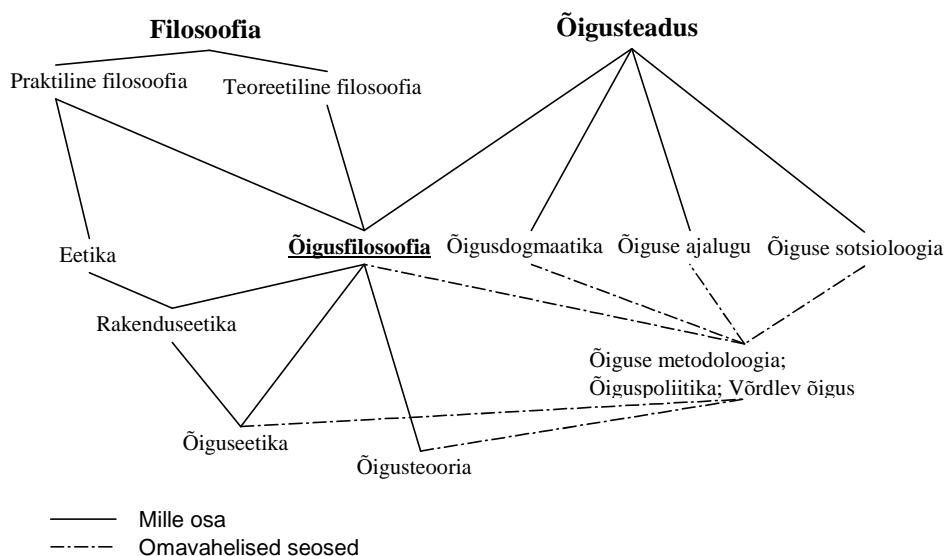 Filosoofia
Õigusteadus
Praktiline filosoofia
Teoreetiline filosoofia
Eetika
Õigusfilosoofia
Õigusdogmaatika
Õiguse ajalugu
Õiguse sotsioloogia
Rakenduseetika
Õiguse metodoloogia;
Õiguspoliitika; Võrdlev õigus
Õiguseetika
Õigusteooria
Mille osa
Omavahelised seosed